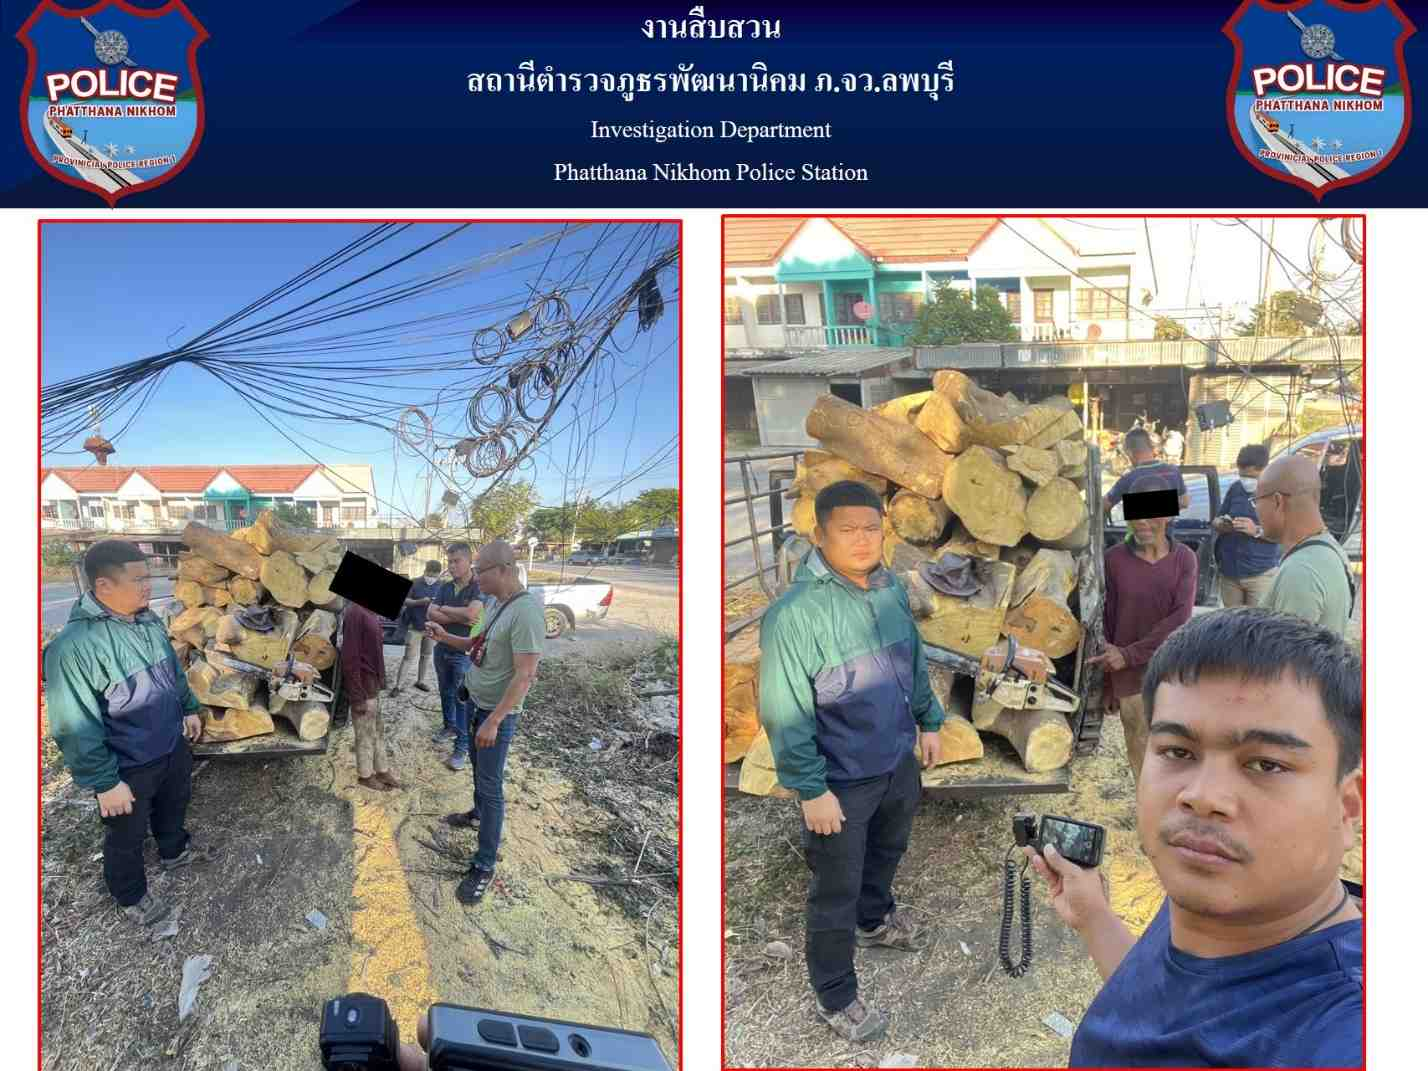 งานสืบสวน
สถานีตำรวจภูธรพัฒนานิคม ภ.จว.ลพบุรี
Investigation Department
Phatthana Nikhom Police Station
POLICE
PHATTHANA NIKHOM
PROVINICIAL POLICE REGION 1
POLICE
PHATTHANA NIKHOM
PROVINICIAL POLICE REGION 1